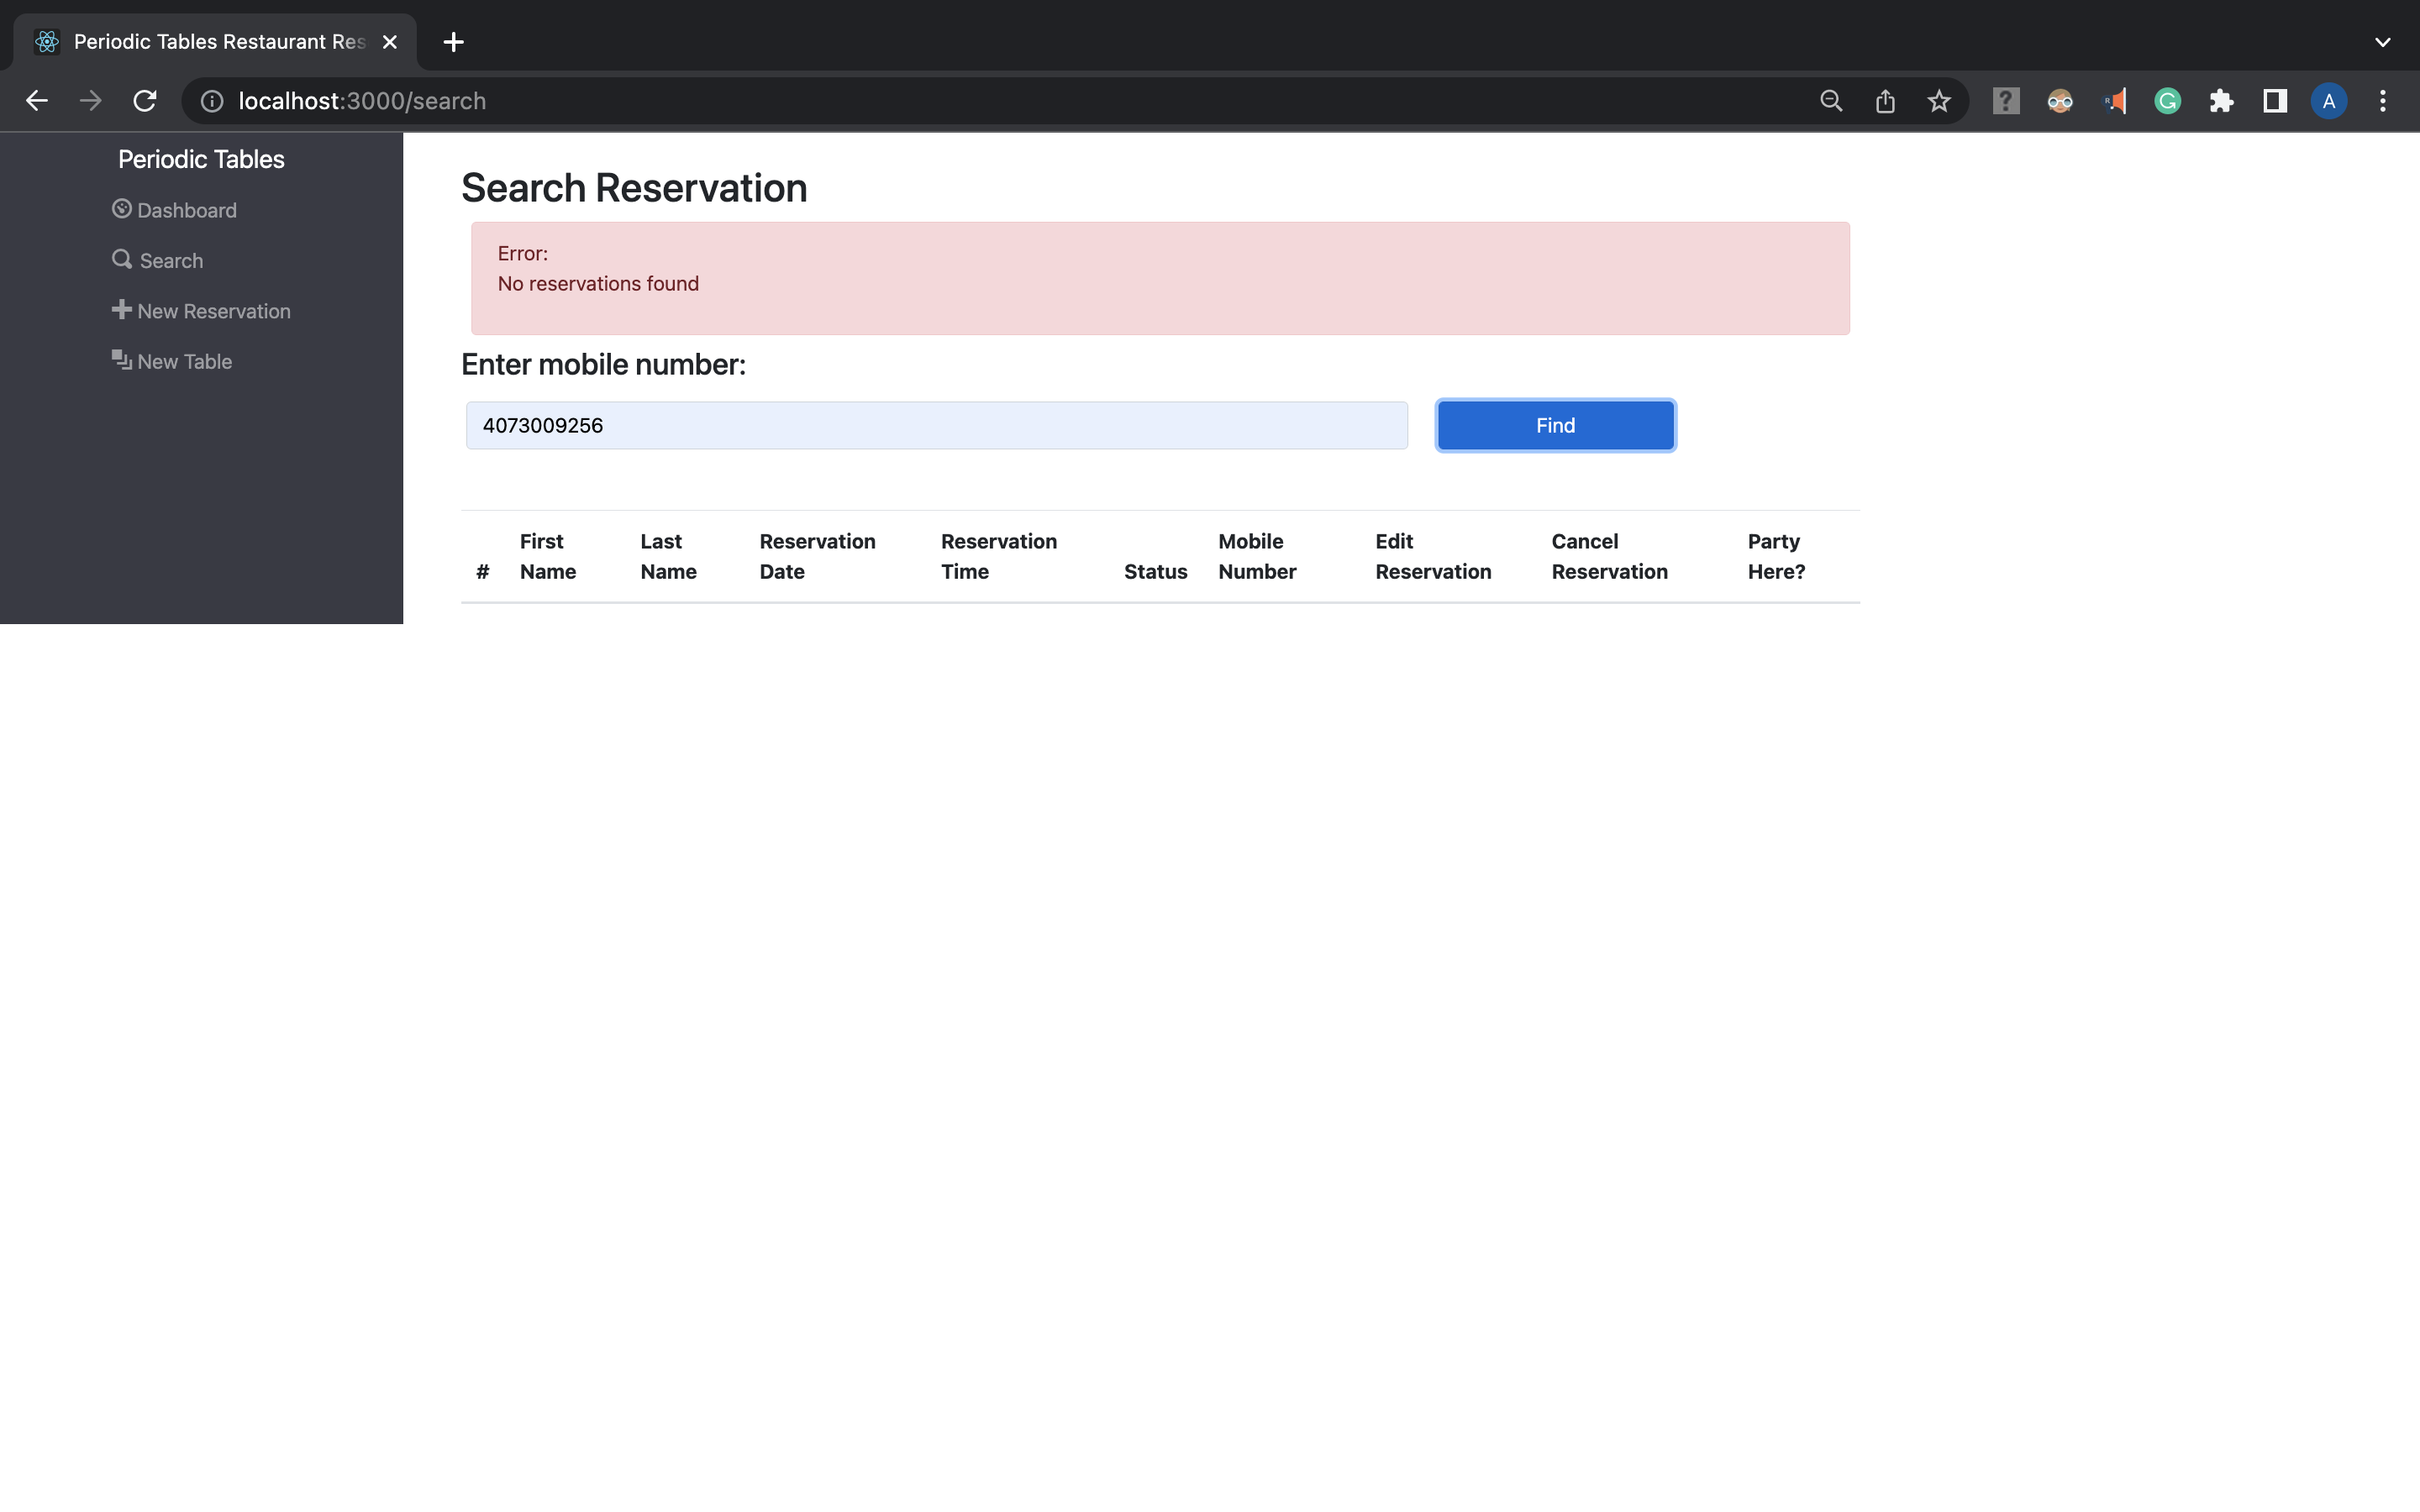 Periodic Tables Restaurant Res
localhost:3000/search
A
Periodic Tables
Dashboard
Search
New Reservation
New Table
Search Reservation
Error:
No reservations found
Enter mobile number:
4073009256
Find
# First Name Last Name Reservation Date Reservation Time Status Mobile Number Edit Reservation Cancel Reservation Party Here?